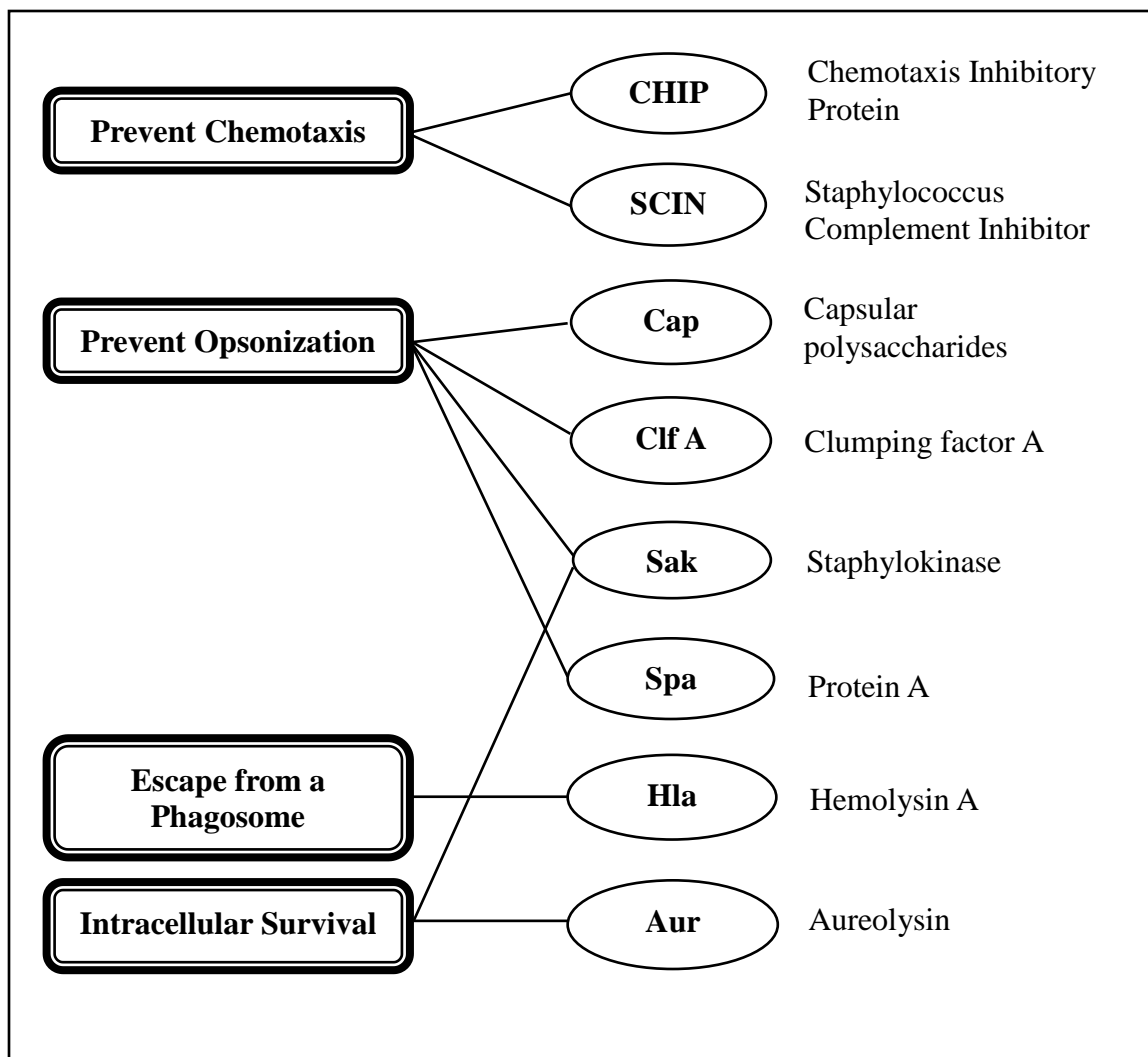 Prevent Chemotaxis
CHIP
Chemotaxis Inhibitory
Protein
SCIN
Staphylococcus
Complement Inhibitor
Prevent Opsonization
Cap
Capsular
polysaccharides
Clf A
Clumping factor A
Sak
Staphylokinase
Spa
Protein A
Escape from a
Phagosome
Hla
Hemolysin A
Intracellular Survival
Aur
Aureolysin